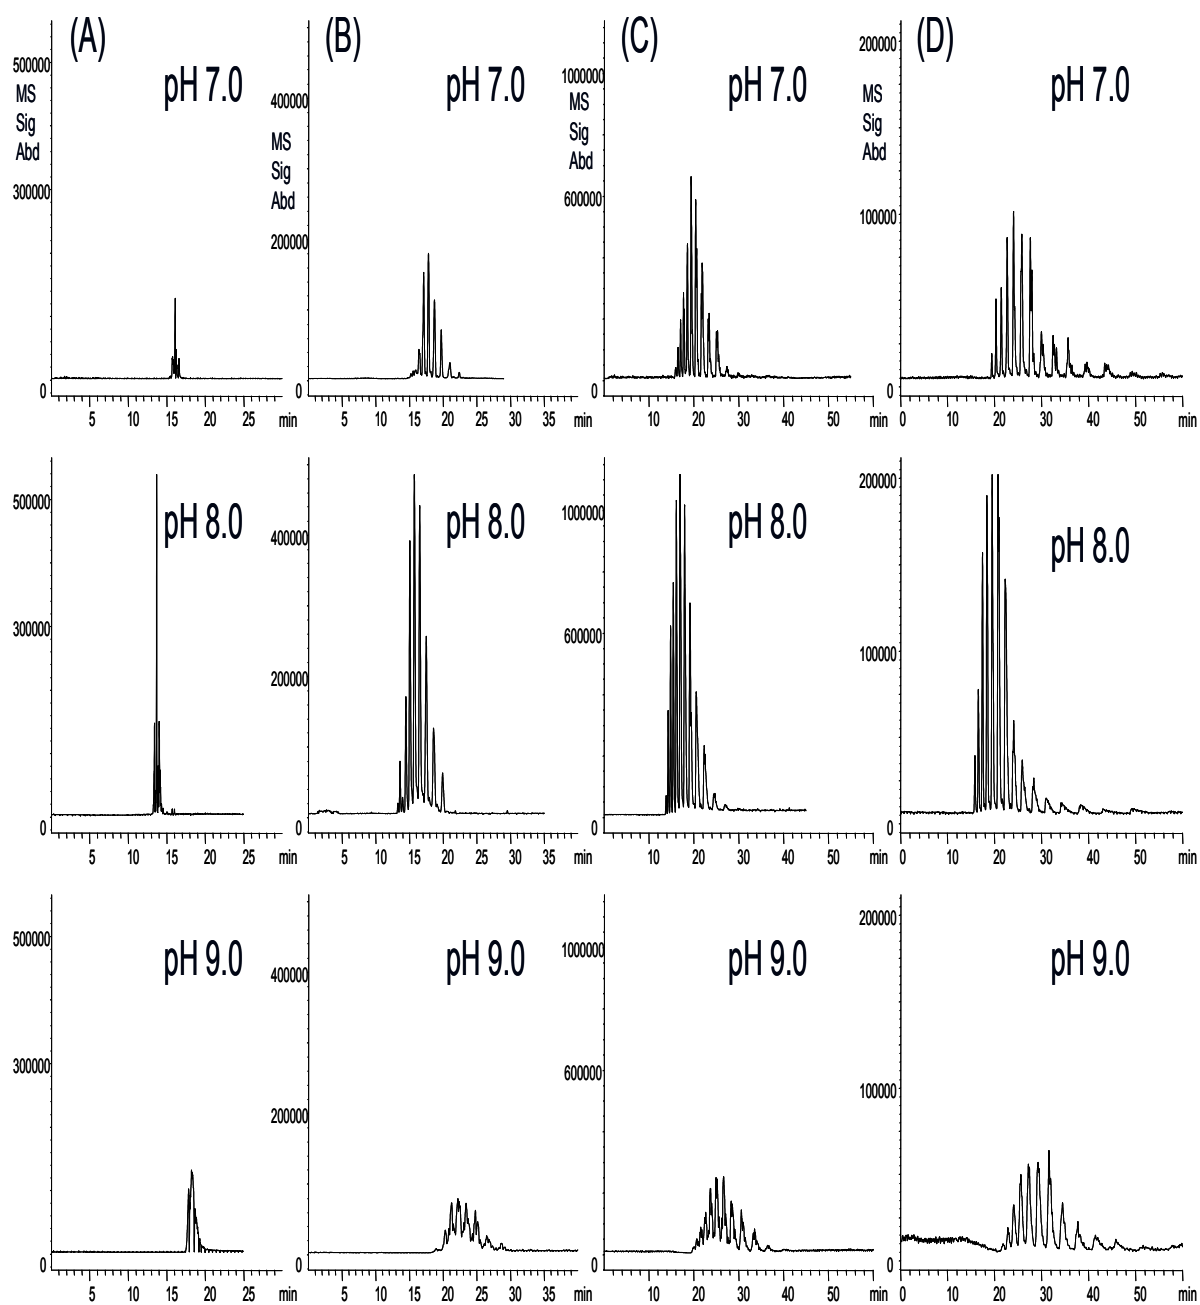 (A)
pH 7.0
500000
MS
Sig
Abd
300000
0
5 10 15 20 25 min
(B)
pH 7.0
400000
MS
Sig
Abd
200000
0
5 10 15 20 25 30 35 min
(C)
pH 7.0
1000000
MS
Sig
Abd
600000
0
10 20 30 40 50 min
(D)
pH 7.0
200000
MS
Sig
Abd
100000
0
0 10 20 30 40 50 min
pH 8.0
500000
300000
0
5 10 15 20 25 min
pH 8.0
400000
200000
0
5 10 15 20 25 30 35 min
pH 8.0
1000000
600000
0
10 20 30 40 50 min
pH 8.0
200000
100000
0
0 10 20 30 40 50 min
pH 9.0
500000
300000
0
5 10 15 20 25 min
pH 9.0
400000
200000
0
5 10 15 20 25 30 35 min
pH 9.0
1000000
600000
0
10 20 30 40 50 min
pH 9.0
200000
100000
0
0 10 20 30 40 50 min